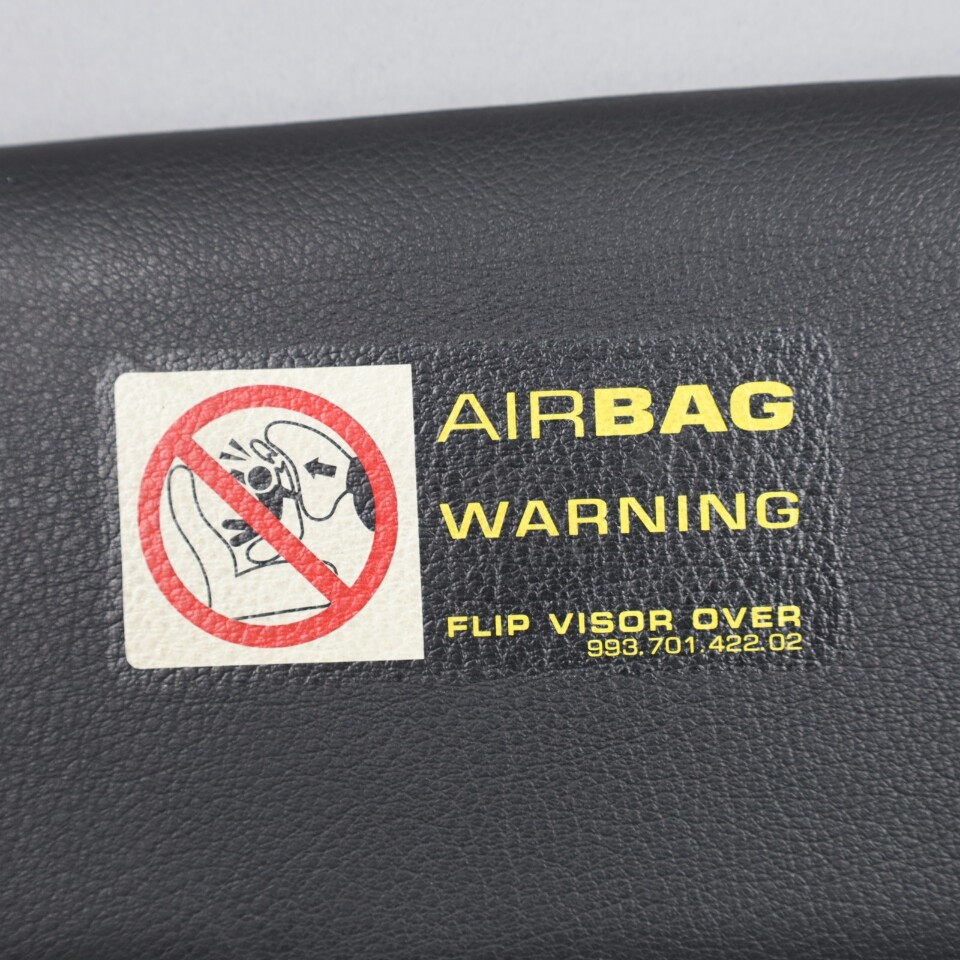 AIRBAG
WARNING
FLIP VISOR OVER
993.701.422.02